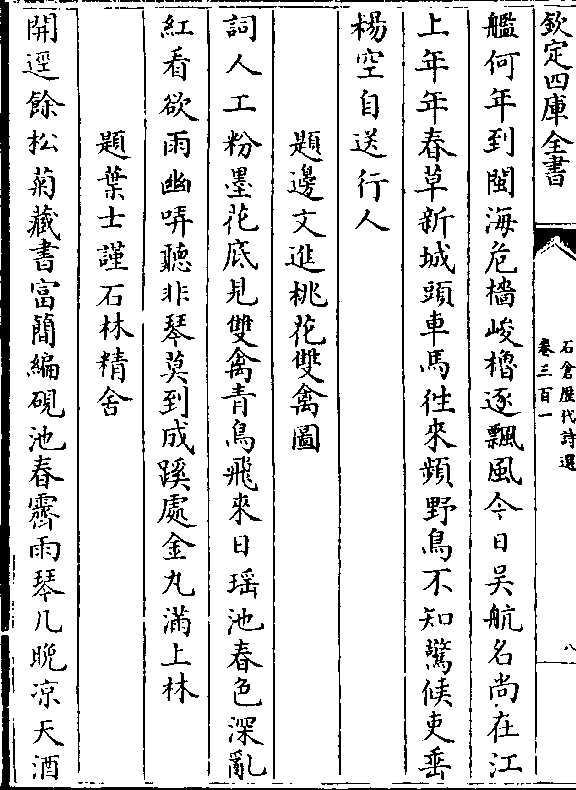 欽定四庫全書
石倉歴代詩選
卷三百一
八
艦何年到閩海危檣峻櫓逐飄風今日吴航名尚在江
上年年春草新城頭車馬徃來頻野鳥不知驚候吏垂
楊空自送行人
題邊文進桃花雙禽圖
詞人工粉墨花底見雙禽青鳥飛來日瑶池春色深亂
紅看欲雨幽哢聽非琴莫到成蹊處金丸滿上林
題葉士謹石林精舍
開逕餘松菊藏書富簡編硯池春霽雨琴几晩凉天酒